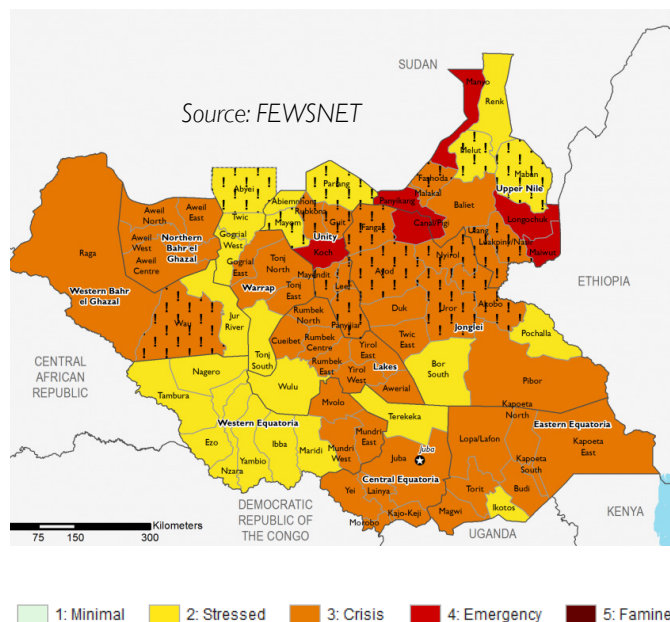 SUDAN
Source: FEWSNET
Manyo
Renk
Melut
Maban
Upper Nile
Abyei
Pariang
Fashoda
Panyikang
Malakal
Baliet
Longochuk
Abiemnhom
Rubkona
Mayom
Guit
Unity
Fangak
Canal/Pigi
Ulang
Luakpiny/Nasir
Maiwut
Aweil
North
Aweil
East
Aweil
West
Northern
Bahr el
Ghazal
Aweil
Centre
Twic
Gogrial
West
Gogrial
East
Tonj
North
Warrap
Tonj
East
Koch
Mayendit
Leer
Ayod
Nyirol
ETHIOPIA
Raga
Western Bahr
el Ghazal
Wau
Jur
River
Rumbek
North
Panyijiar
Duk
Uror
Akobo
Jonglei
Pochalla
Cueibet
Rumbek
Centre
Rumbek
East
Yirol
East
Yirol
West
Lakes
Awerial
Twic
East
Bor
South
Pibor
CENTRAL
AFRICAN
REPUBLIC
Tonj
South
Wulu
Nagero
Tambura
Western Equatoria
Mvolo
Terekeka
Kapoeta
North
Eastern Equatoria
Ezo
Nzara
Yambio
Ibba
Maridi
Mundri
West
Mundri
East
Juba
Juba
Central Equatoria
Lopa/Lafon
Kapoeta
South
Kapoeta
East
Yei
Lainya
Morobo
Kajo-Keji
Magwi
Torit
Budi
Ikotos
DEMOCRATIC
REPUBLIC OF
THE CONGO
UGANDA
KENYA
Kilometers
75 150 300
1: Minimal 2: Stressed 3: Crisis 4: Emergency 5: Famine